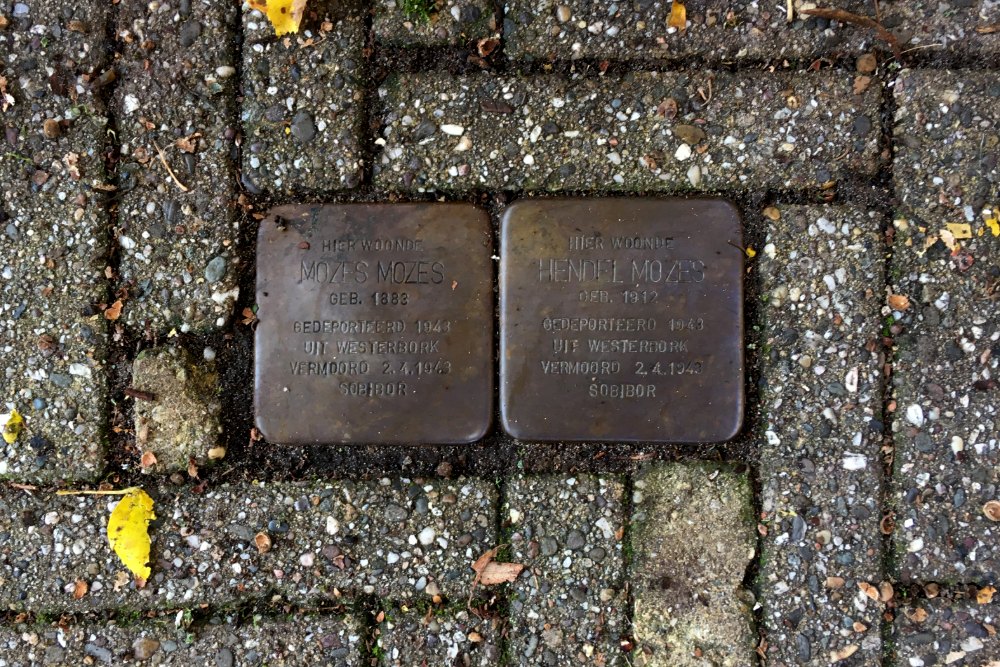 HIER WOONDE
MOZES MOZES
GEB. 1883
GEDEPORTEERD 1943
UIT WESTERBORK
VERMOORD 2.4.1943
SOBIBOR
HIER WOONDE
HENDEL MOZES
GEB. 1912
GEDEPORTEERD 1943
UIT WESTERBORK
VERMOORD 2.4.1943
SOBIBOR